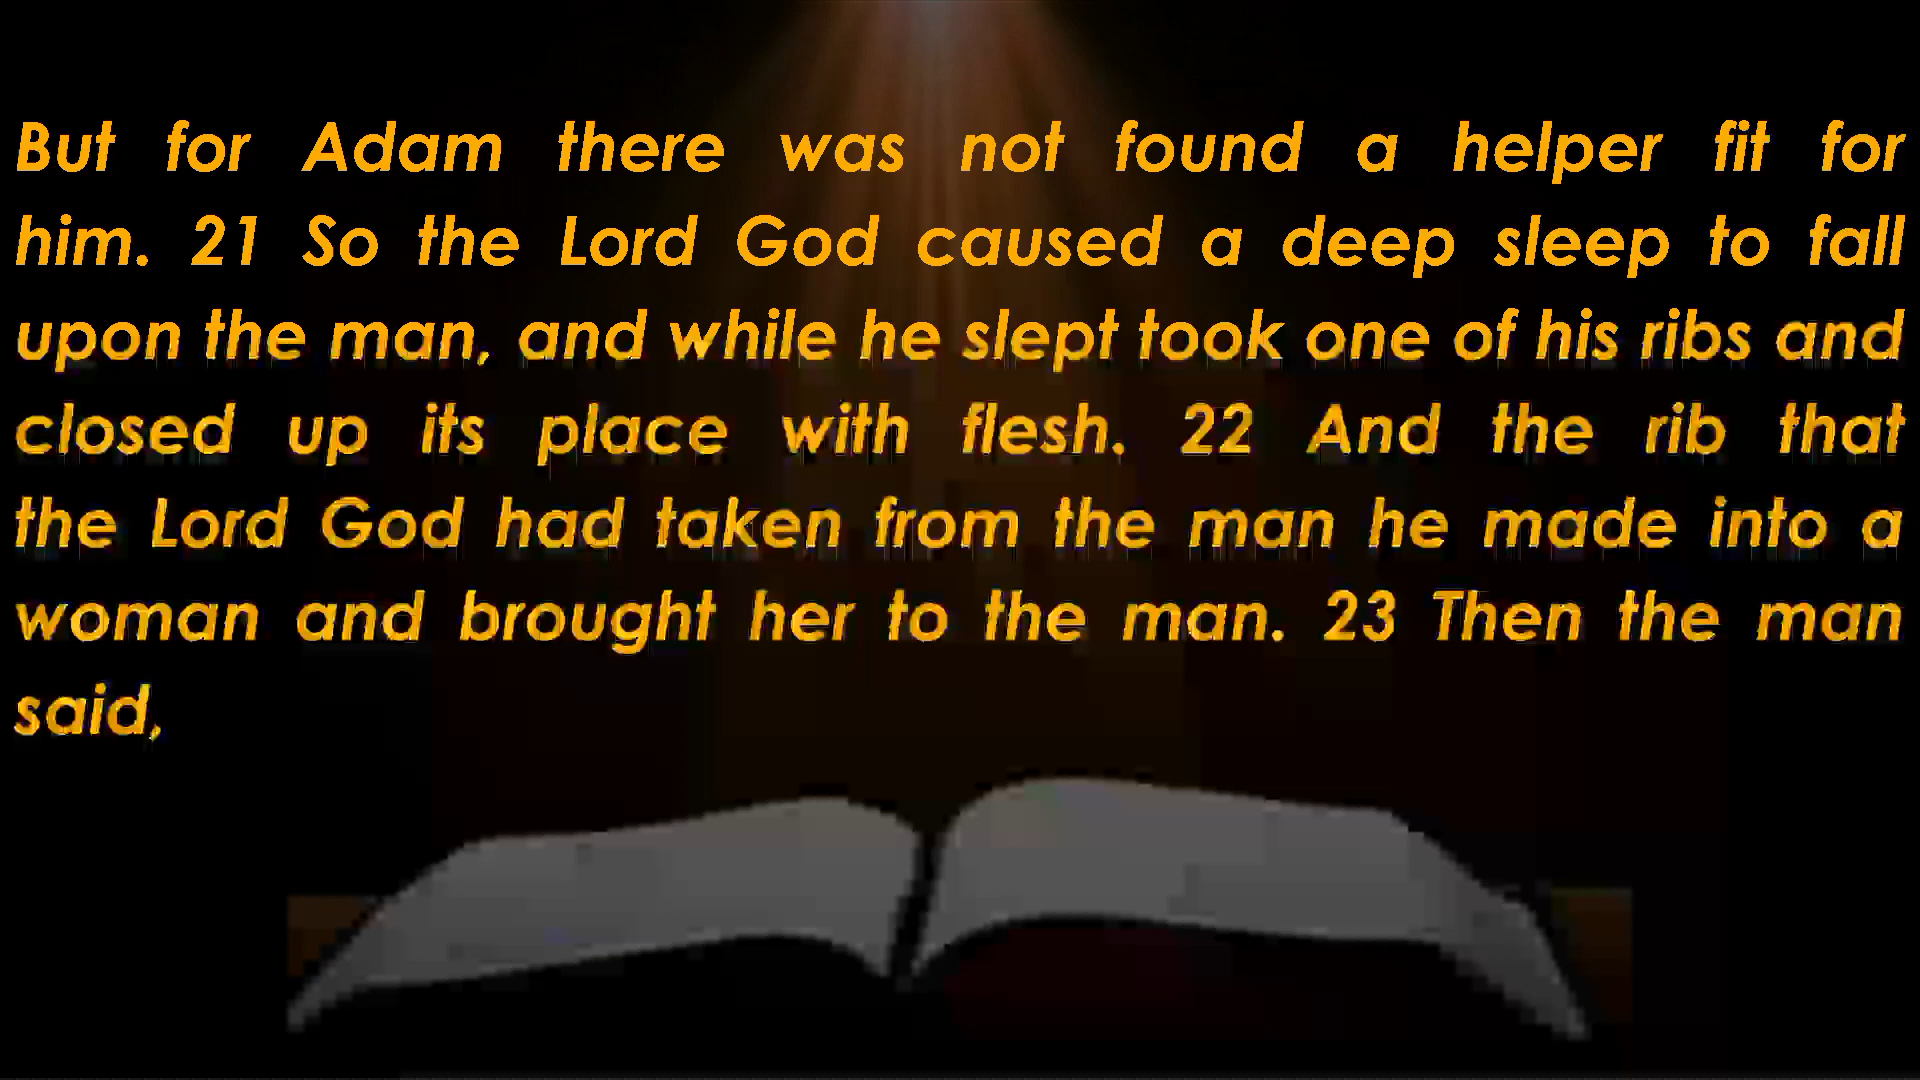 But for Adam there was not found a helper fit for
him. 21 So the Lord God caused a deep sleep to fall
upon the man, and while he slept took one of his ribs and
closed up its place with flesh. 22 And the rib that
the Lord God had taken from the man he made into a
woman and brought her to the man. 23 Then the man
said,